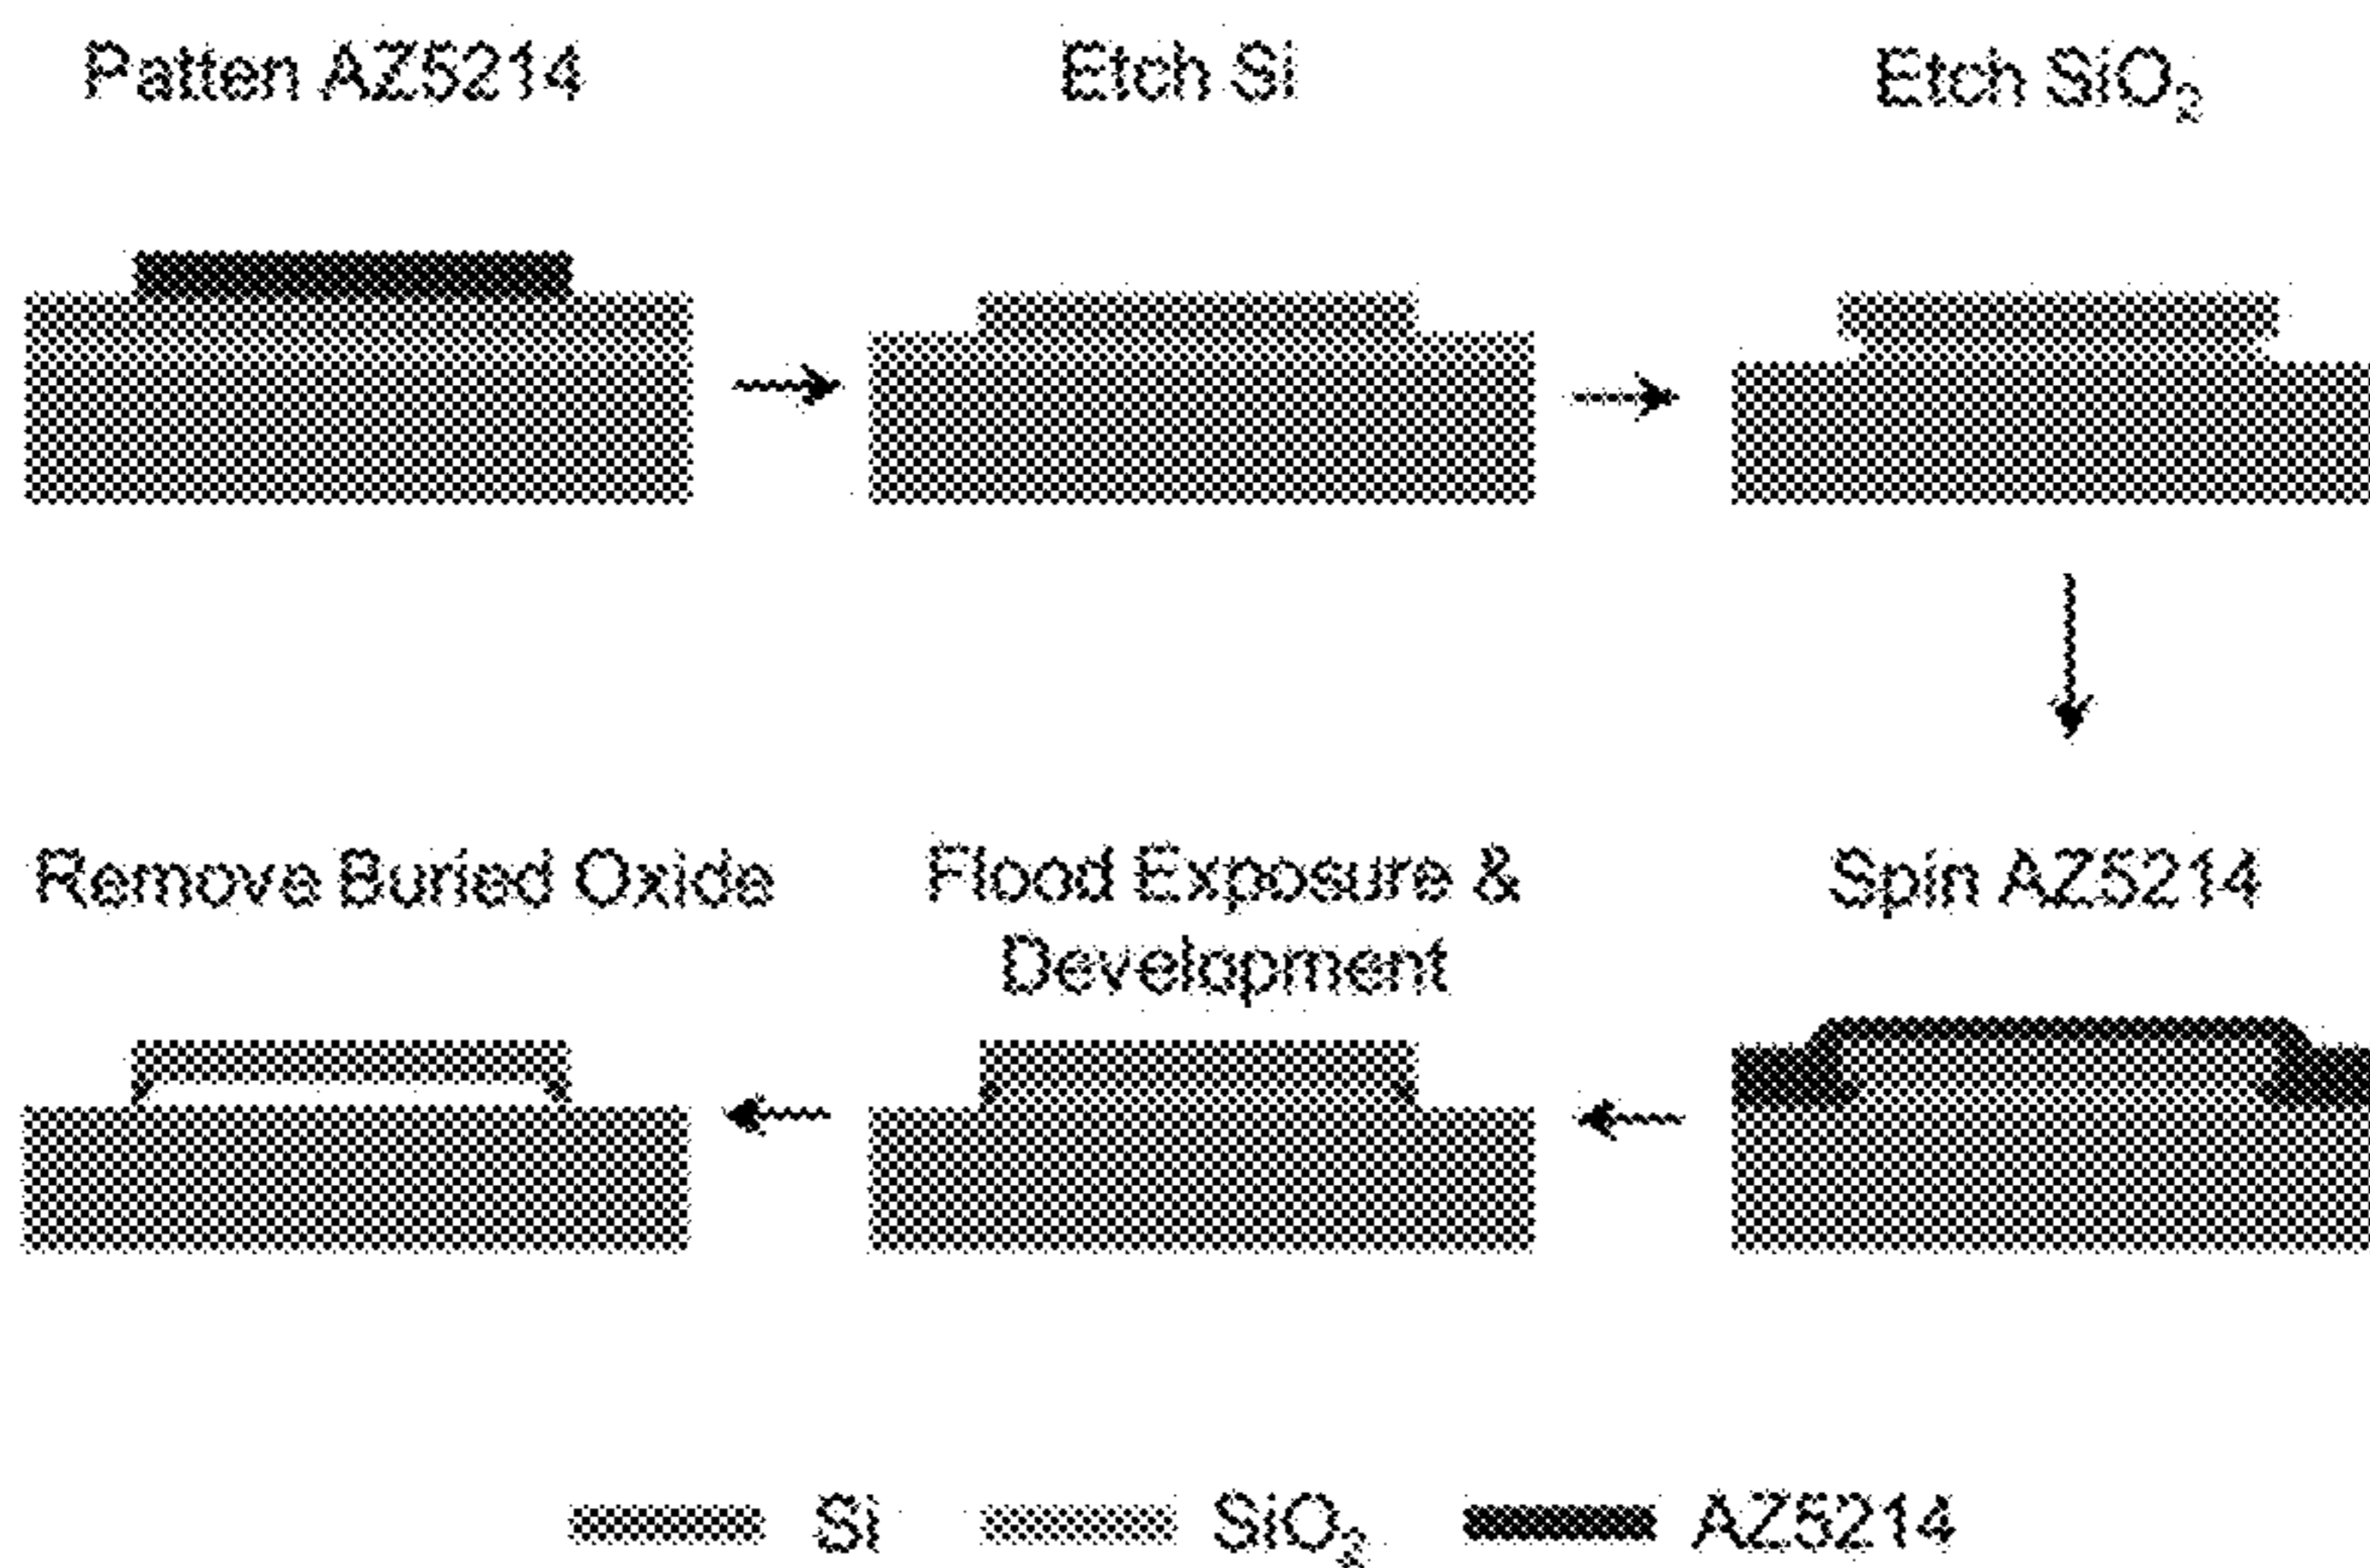 Patten AZ5214
Etch Si
Etch SiO₂
Remove Buried Oxide
Flood Exposure &
Development
Spin AZ5214
Si
SiO₂
AZ5214